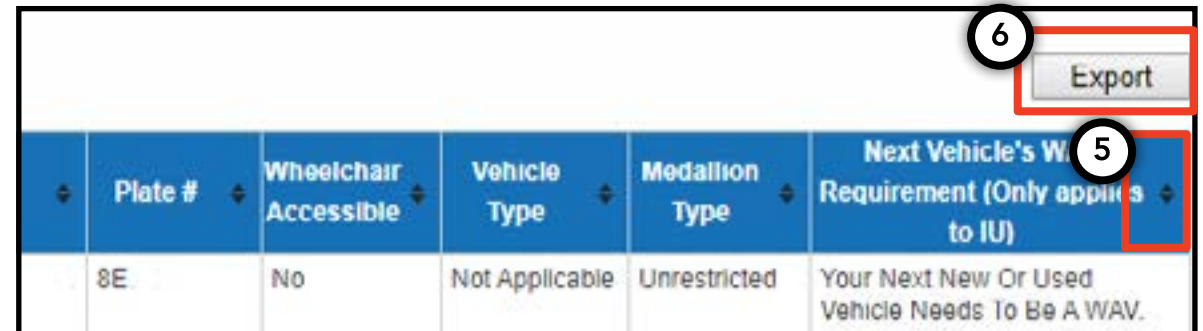 6
Export
5
Plate #
Wheelchair
Accessible
Vehicle
Type
Medallion
Type
Next Vehicle's
Requirement (Only applies
to IU)
8E
No
Not Applicable
Unrestricted
Your Next New Or Used
Vehicle Needs To Be A WAV.